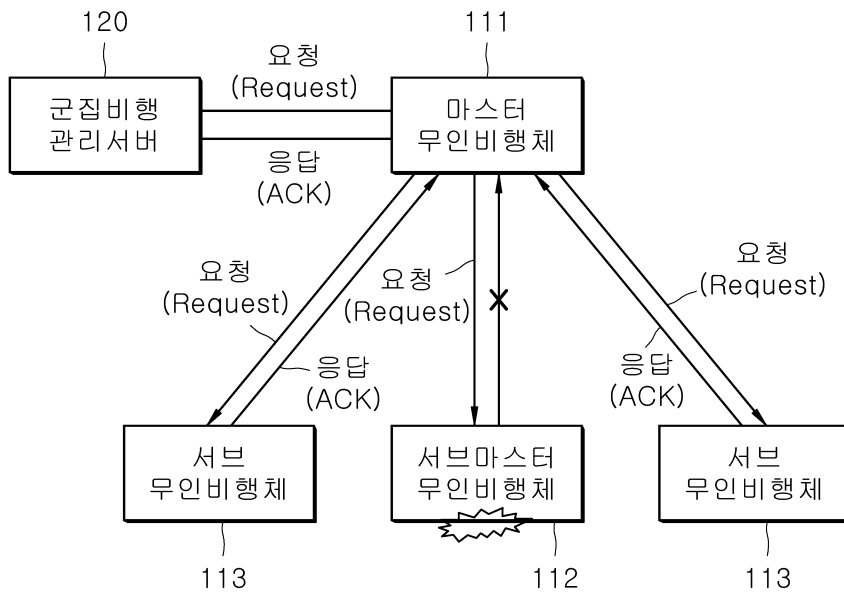 120
111
요청
(Request)
군집비행
관리서버
마스터
무인비행체
응답
(ACK)
요청
(Request)
요청
(Request)
요청
(Request)
응답
(ACK)
응답
(ACK)
서브
무인비행체
서브마스터
무인비행체
서브
무인비행체
113
112
113